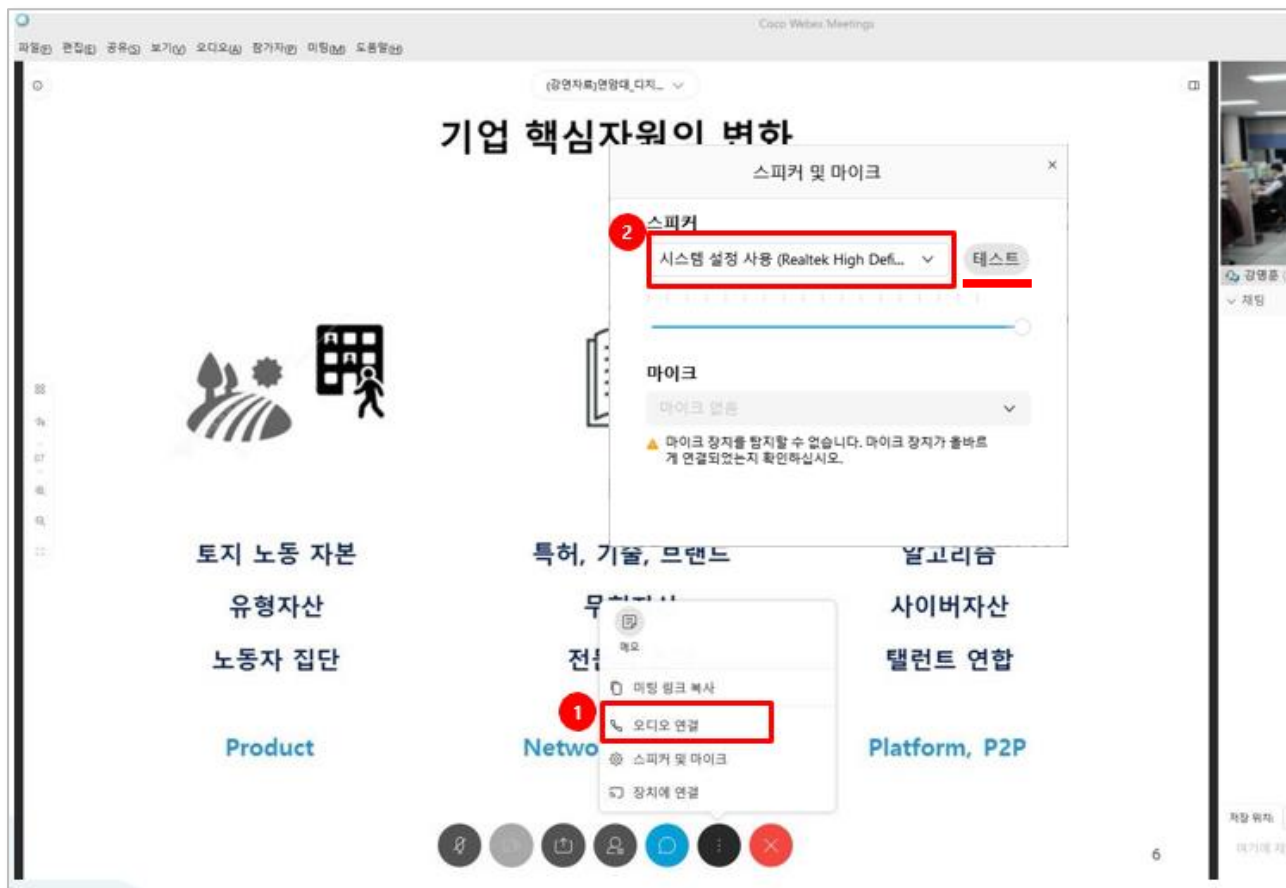 Cisco Webex Meetings
파일(F) 편집(E) 공유(S) 보기(V) 오디오(A) 참가자(P) 미팅(M) 도움말(H)
(강연자료)연암대_디지...
기업 핵심자원의 변화
스피커 및 마이크
스피커
2
시스템 설정 사용 (Realtek High Defi...
테스트
마이크
마이크 없음
마이크 장치를 탐지할 수 없습니다. 마이크 장치가 올바르
게 연결되었는지 확인하십시오.
강명훈
채팅
토지 노동 자본
특허, 기술, 브랜드
알고리즘
유형자산
사이버자산
노동자 집단
탤런트 연합
메모
미팅 링크 복사
1
오디오 연결
스피커 및 마이크
장치에 연결
Product
Netwo
Platform, P2P
저장 위치:
6